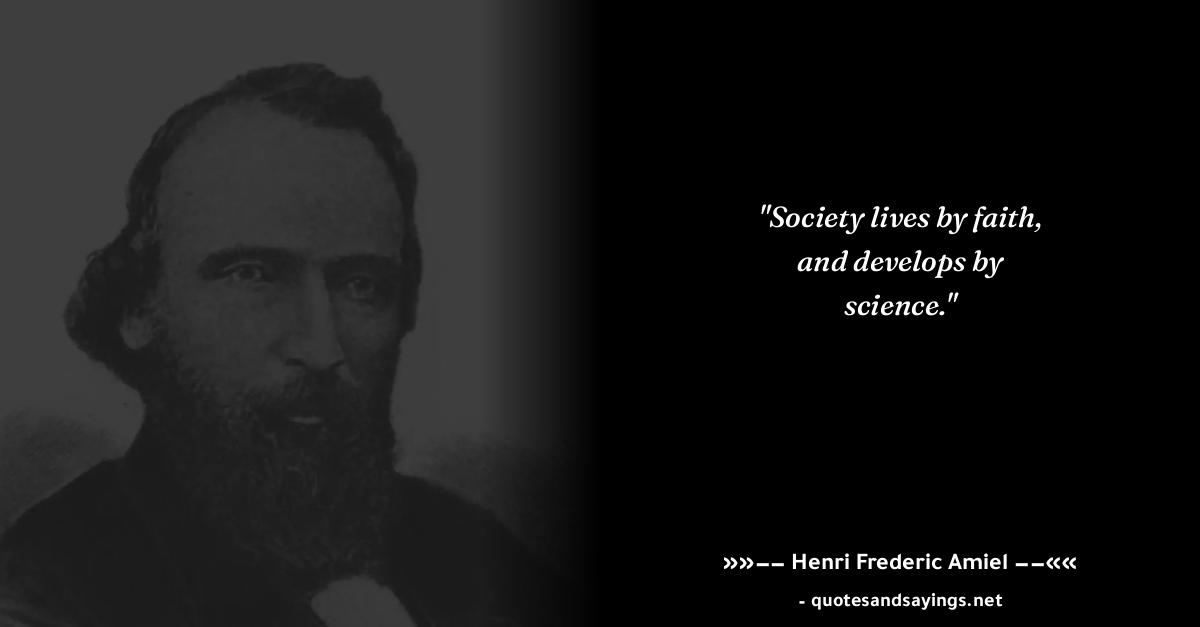 "Society lives by faith,
and develops by
science."
»»–– Henri Frederic Amiel ––««
- quotesandsayings.net